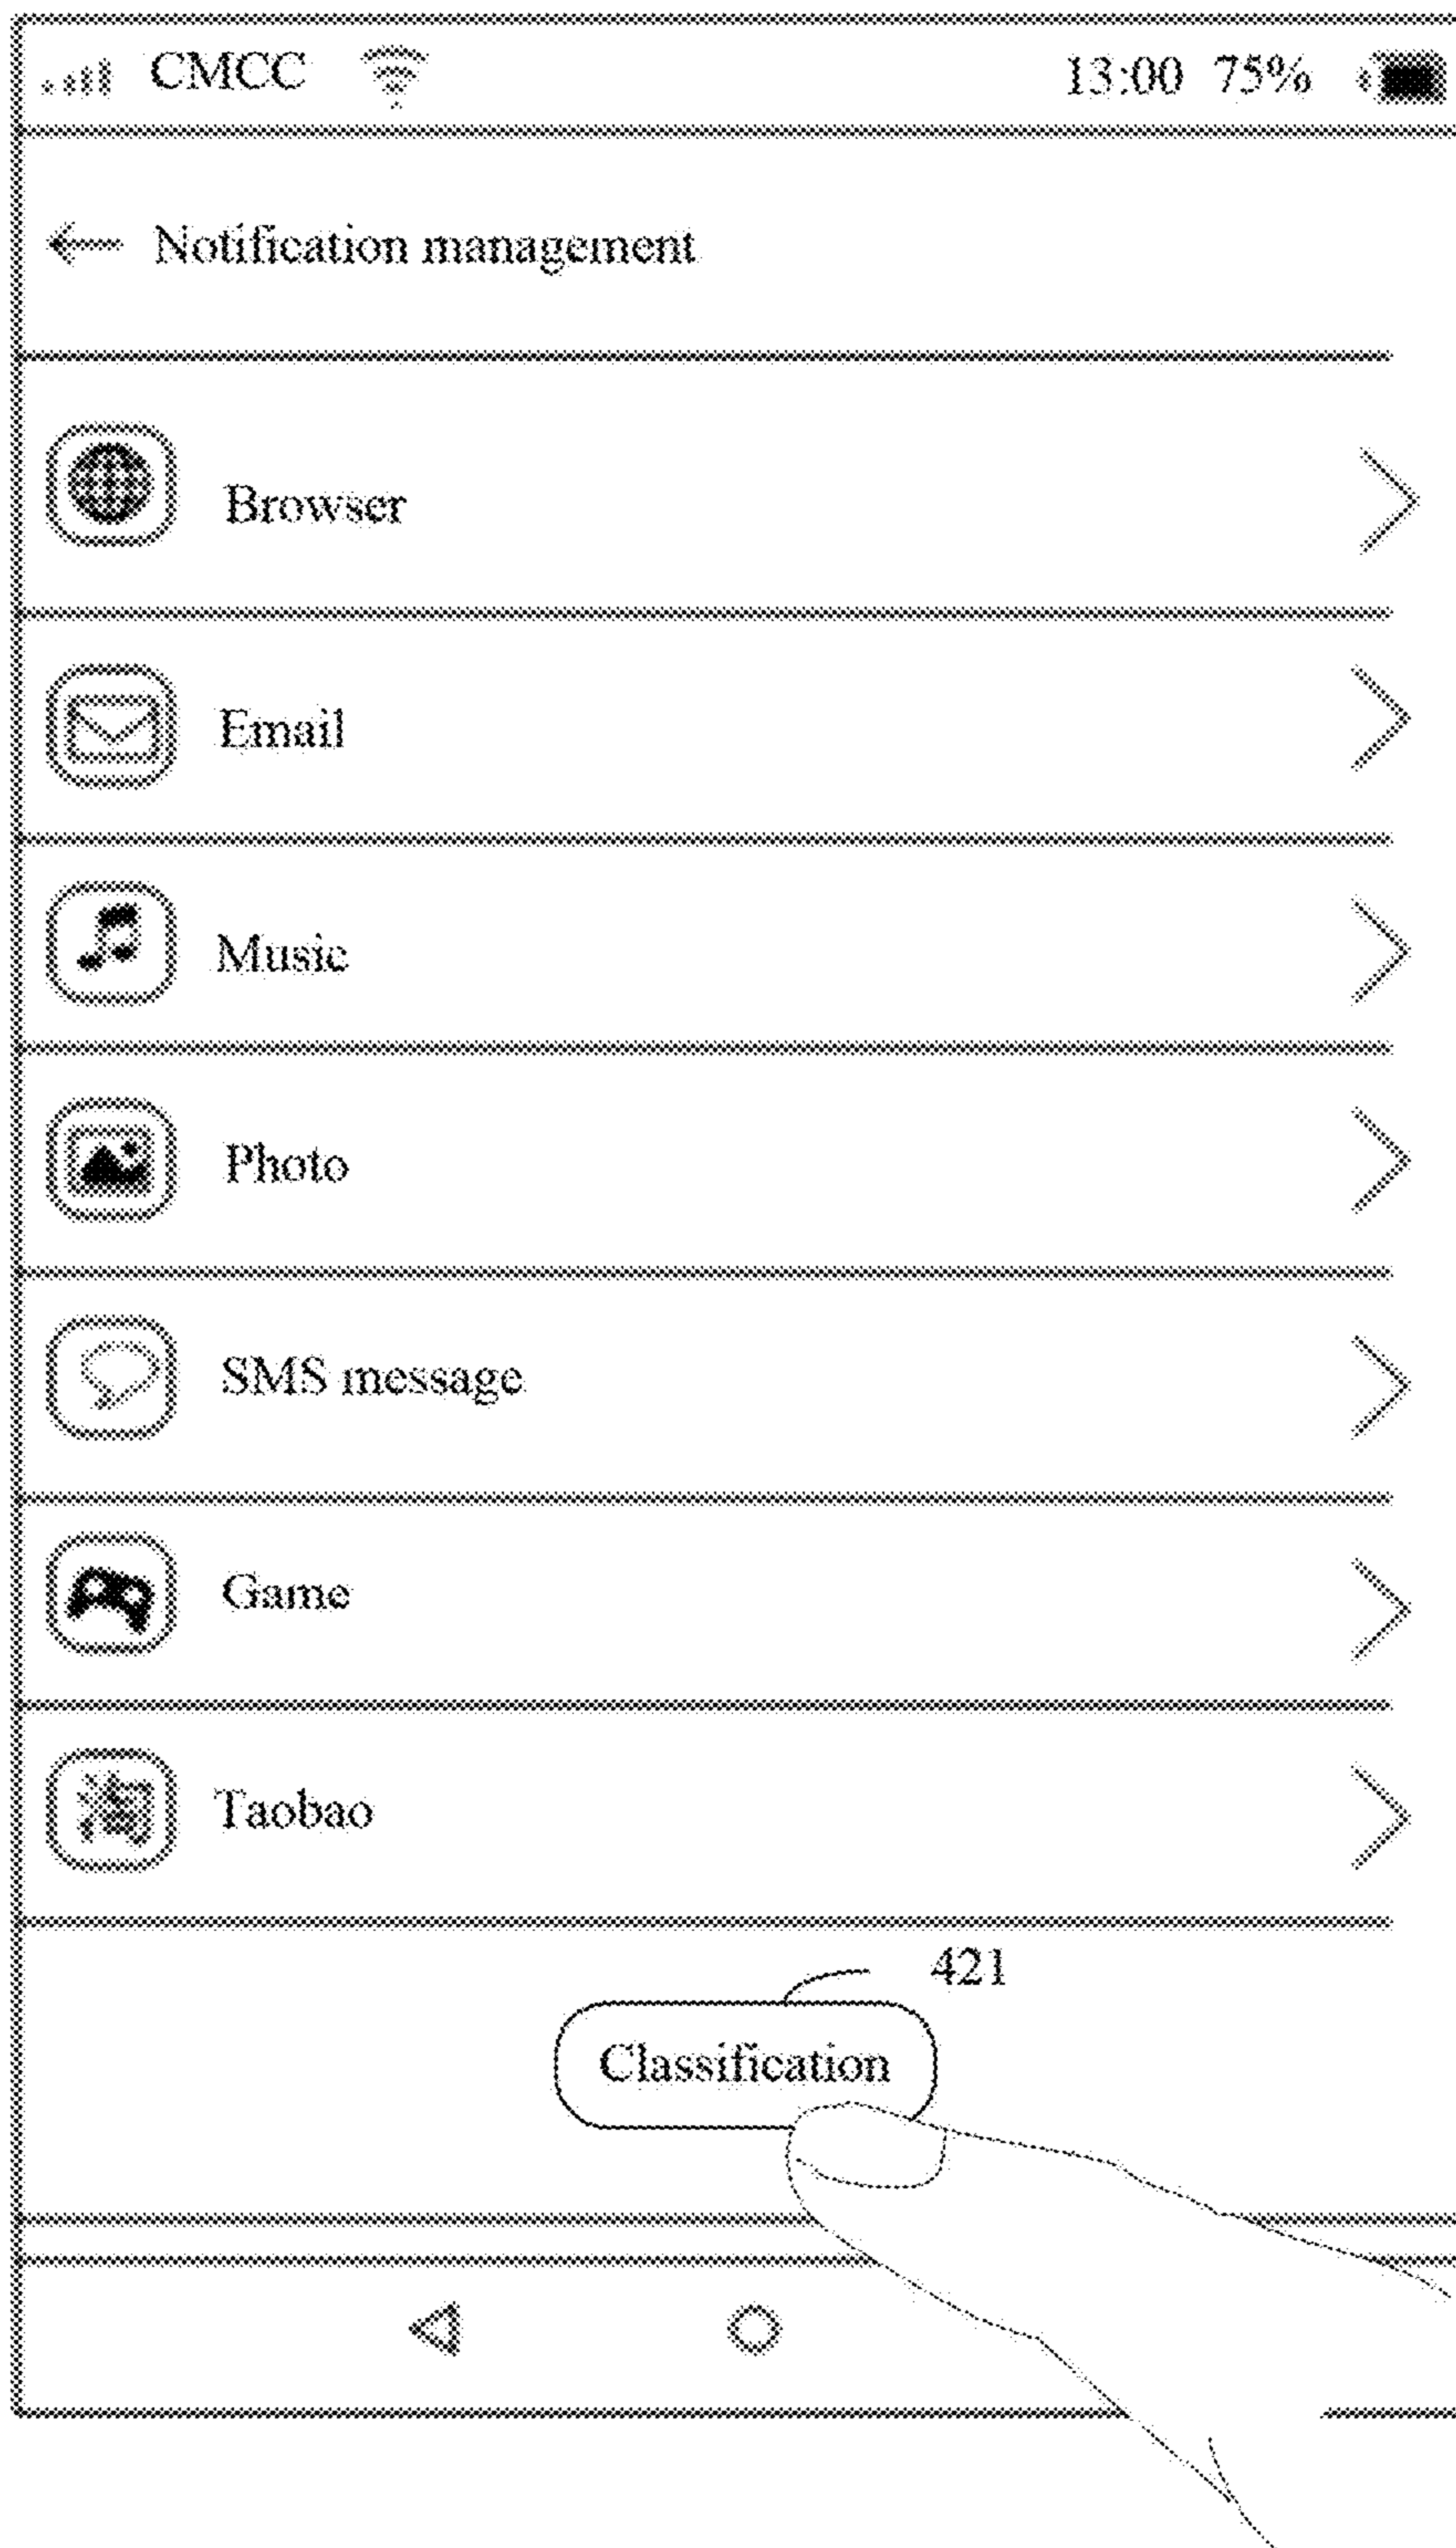 CMCC 13:00 75%
Notification management
Browser
Email
Music
Photo
SMS message
Game
Taobao
421
Classification